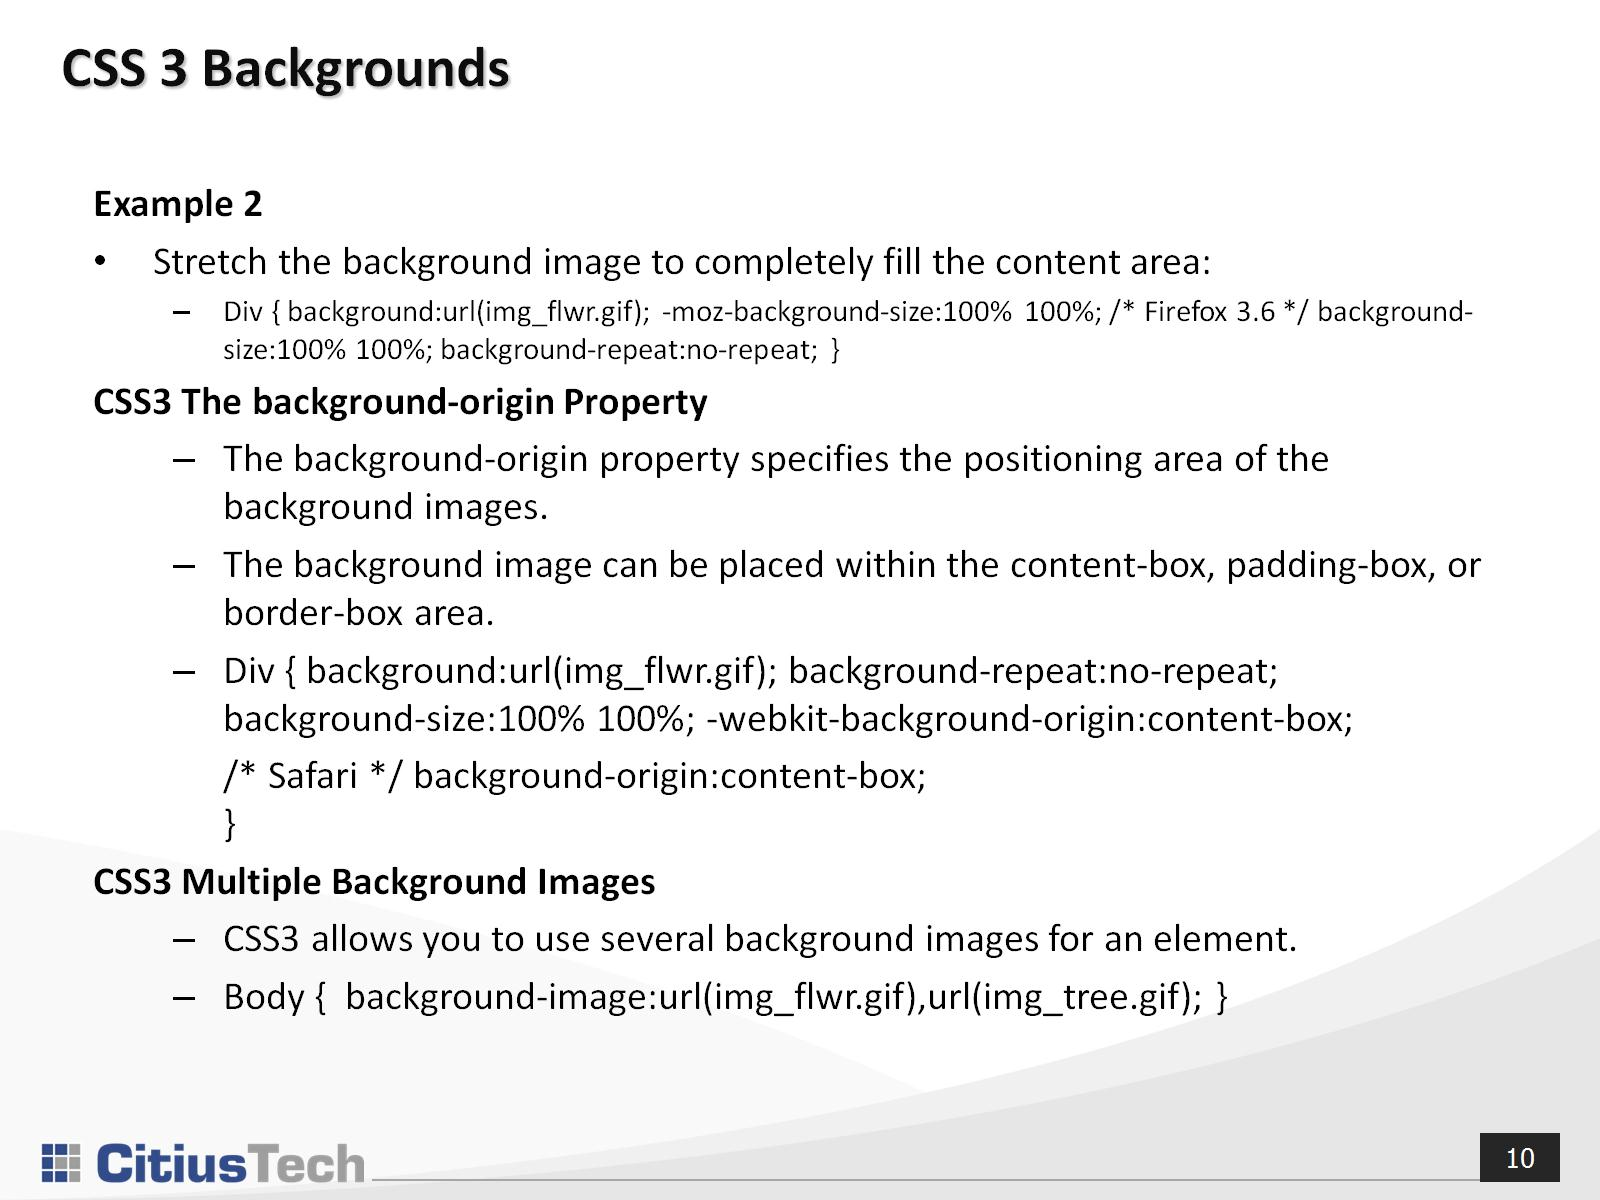 CSS 3 Backgrounds
Example 2
• Stretch the background image to completely fill the content area:
– Div { background:url(img_flwr.gif); -moz-background-size:100% 100%; /* Firefox 3.6 */ background-
size:100% 100%; background-repeat:no-repeat; }
CSS3 The background-origin Property
– The background-origin property specifies the positioning area of the
background images.
– The background image can be placed within the content-box, padding-box, or
border-box area.
– Div { background:url(img_flwr.gif); background-repeat:no-repeat;
background-size:100% 100%; -webkit-background-origin:content-box;
/* Safari */ background-origin:content-box;
}
CSS3 Multiple Background Images
– CSS3 allows you to use several background images for an element.
– Body { background-image:url(img_flwr.gif),url(img_tree.gif); }
CitiusTech
10